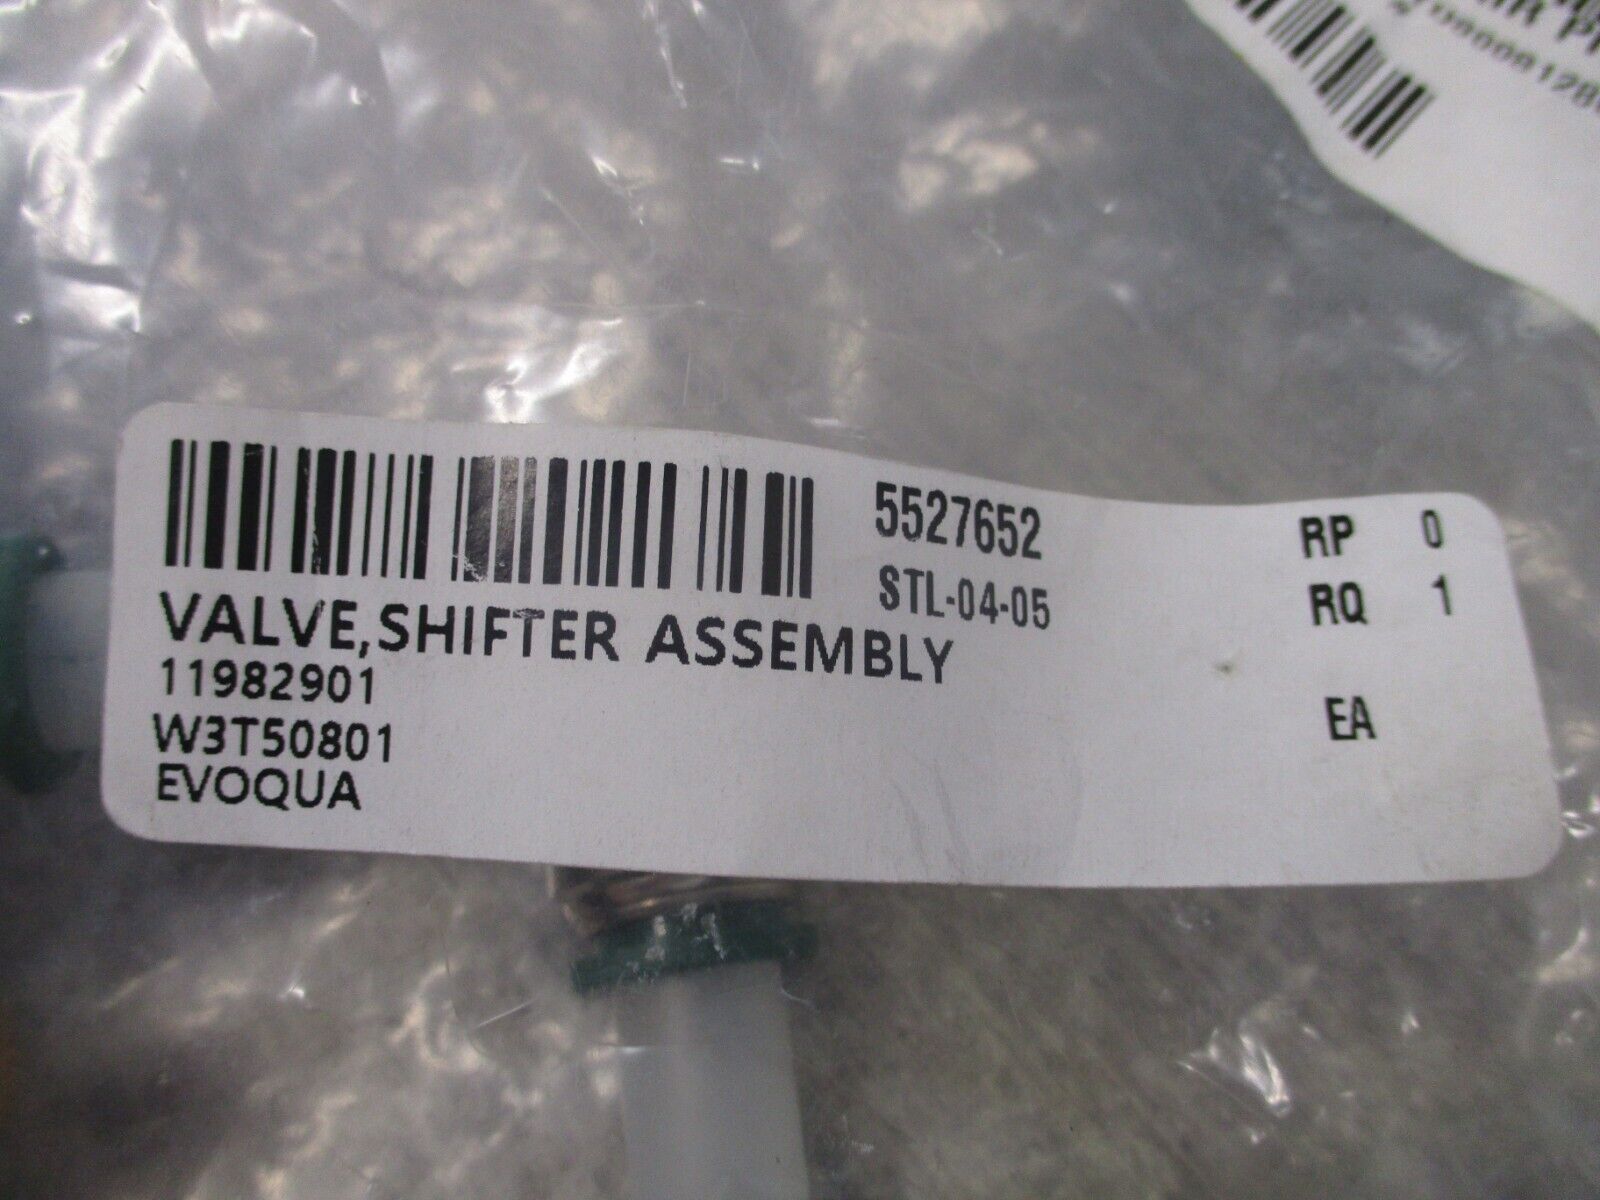 5527652
RP 0
STL-04-05
RQ 1
VALVE,SHIFTER ASSEMBLY
11982901
EA
W3T50801
EVOQUA